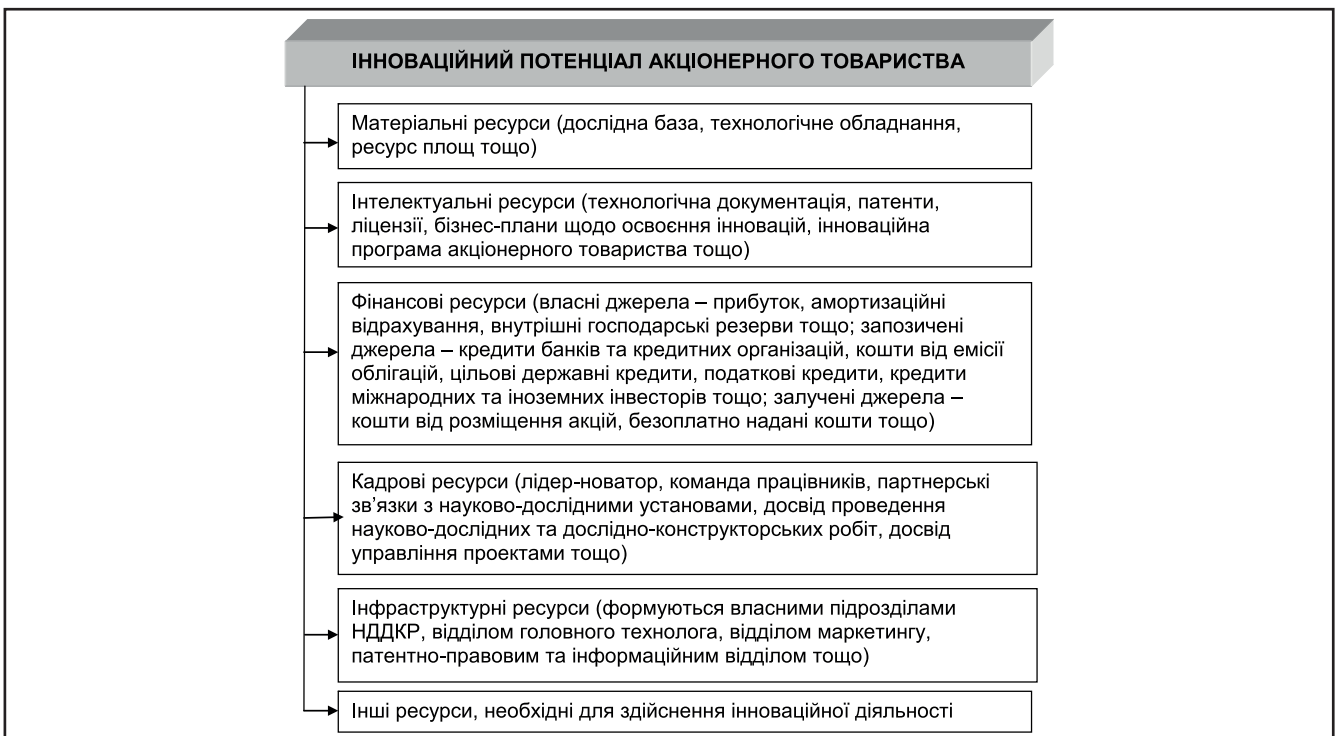 ІННОВАЦІЙНИЙ ПОТЕНЦІАЛ АКЦІОНЕРНОГО ТОВАРИСТВА
Матеріальні ресурси (дослідна база, технологічне обладнання,
ресурс площ тощо)
Інтелектуальні ресурси (технологічна документація, патенти,
ліцензії, бізнес-плани щодо освоєння інновацій, інноваційна
програма акціонерного товариства тощо)
Фінансові ресурси (власні джерела – прибуток, амортизаційні
відрахування, внутрішні господарські резерви тощо; запозичені
джерела – кредити банків та кредитних організацій, кошти від емісії
облігацій, цільові державні кредити, податкові кредити, кредити
міжнародних та іноземних інвесторів тощо; залучені джерела –
кошти від розміщення акцій, безоплатно надані кошти тощо)
Кадрові ресурси (лідер-новатор, команда працівників, партнерські
зв’язки з науково-дослідними установами, досвід проведення
науково-дослідних та дослідно-конструкторських робіт, досвід
управління проектами тощо)
Інфраструктурні ресурси (формуються власними підрозділами
НДДКР, відділом головного технолога, відділом маркетингу,
патентно-правовим та інформаційним відділом тощо)
Інші ресурси, необхідні для здійснення інноваційної діяльності